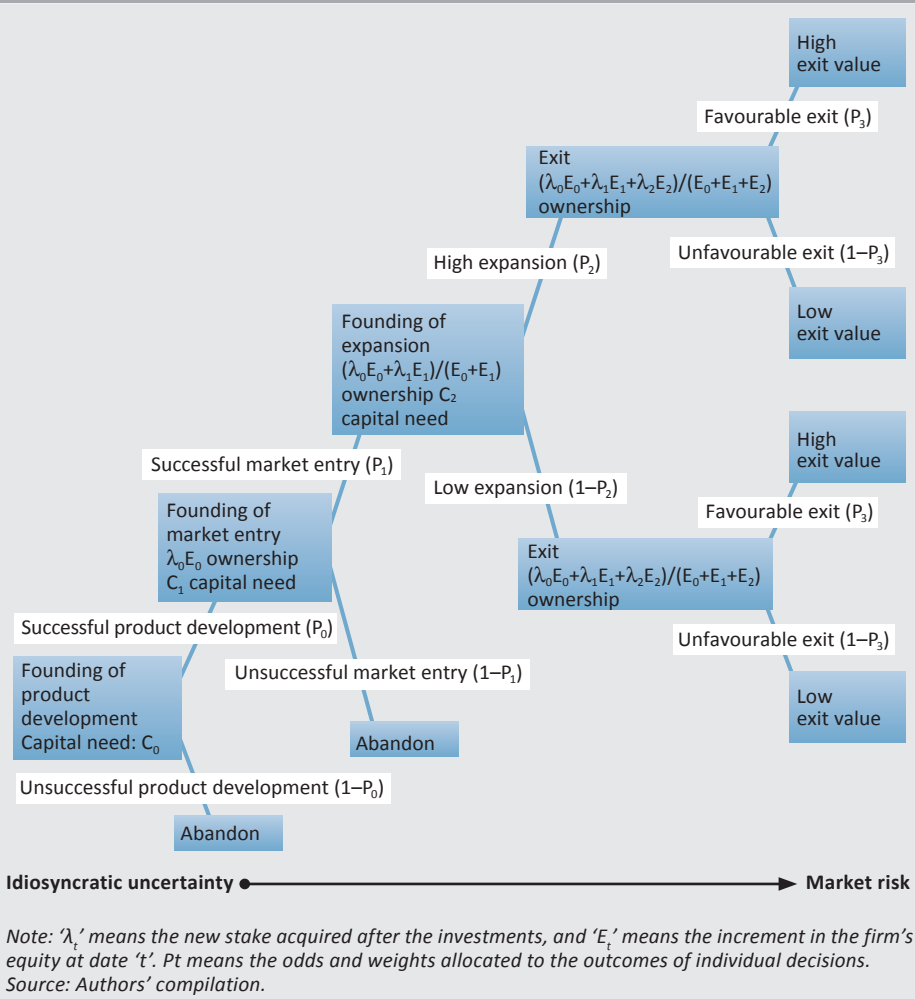 High
exit value
Favourable exit (P₃)
Exit
(λ₀E₀+λ₁E₁+λ₂E₂)/(E₀+E₁+E₂)
ownership
High expansion (P₂)
Unfavourable exit (1–P₃)
Low
exit value
Founding of
expansion
(λ₀E₀+λ₁E₁)/(E₀+E₁)
ownership C₂
capital need
High
exit value
Successful market entry (P₁)
Low expansion (1–P₂)
Favourable exit (P₃)
Founding of
market entry
λ₀E₀ ownership
C₁ capital need
Exit
(λ₀E₀+λ₁E₁+λ₂E₂)/(E₀+E₁+E₂)
ownership
Successful product development (P₀)
Unfavourable exit (1–P₃)
Founding of
product
development
Capital need: C₀
Unsuccessful market entry (1–P₁)
Low
exit value
Abandon
Unsuccessful product development (1–P₀)
Abandon
Idiosyncratic uncertainty
Market risk
Note: ‘λₜ’ means the new stake acquired after the investments, and ‘Eₜ’ means the increment in the firm’s
equity at date ‘t’. Pt means the odds and weights allocated to the outcomes of individual decisions.
Source: Authors’ compilation.